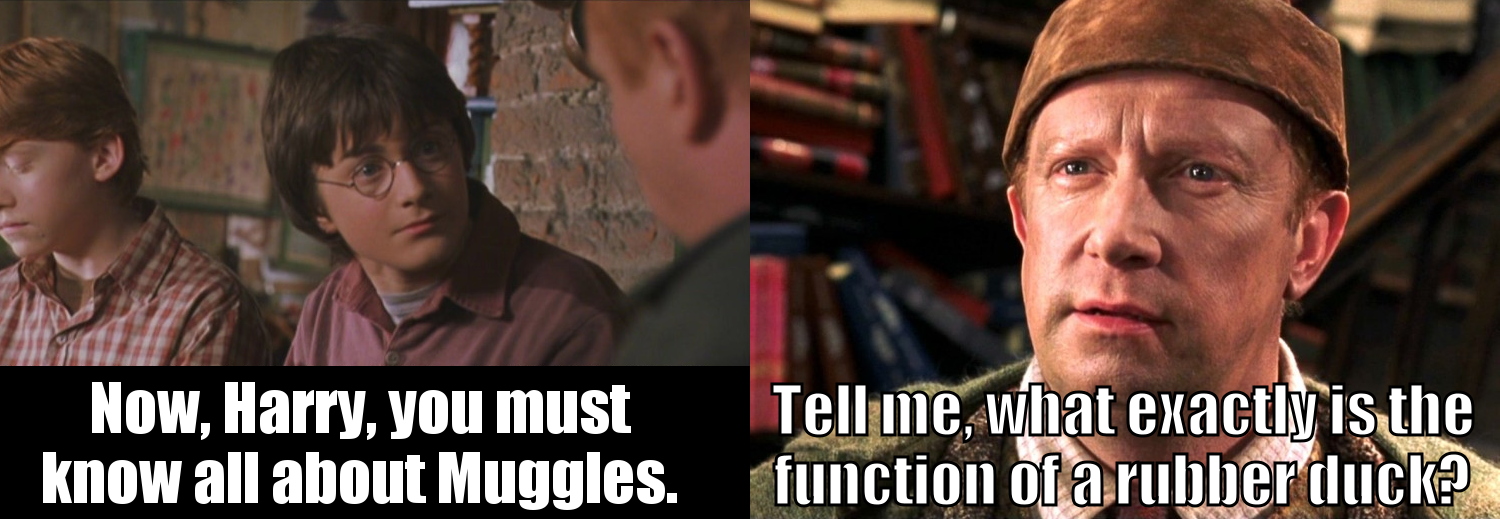 Now, Harry, you must
know all about Muggles.
Tell me, what exactly is the
function of a rubber duck?